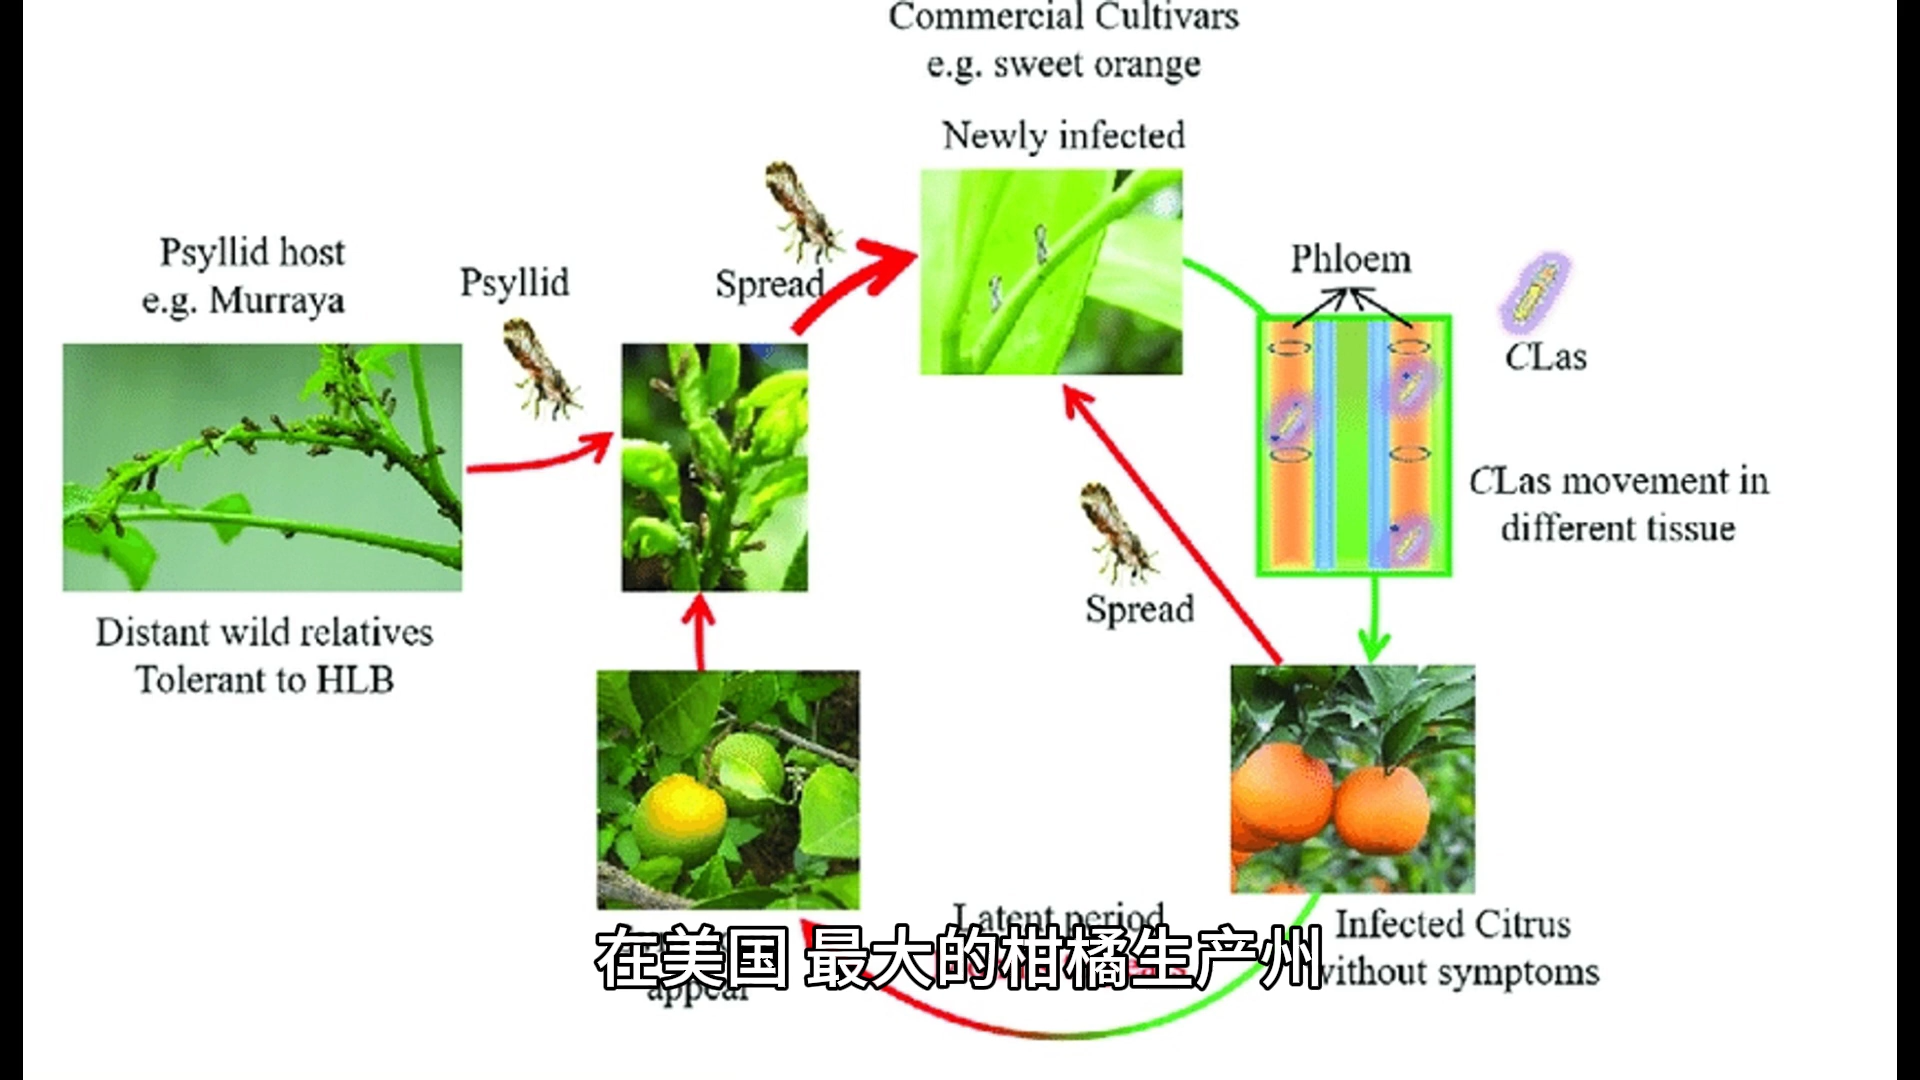 Commercial Cultivars
e.g. sweet orange
Newly infected
Psyllid host
e.g. Murraya
Psyllid
Spread
Phloem
CLas
CLas movement in
different tissue
Spread
Distant wild relatives
Tolerant to HLB
Latent period
Infected Citrus
without symptoms
appear
在美国 最大的柑橘生产州